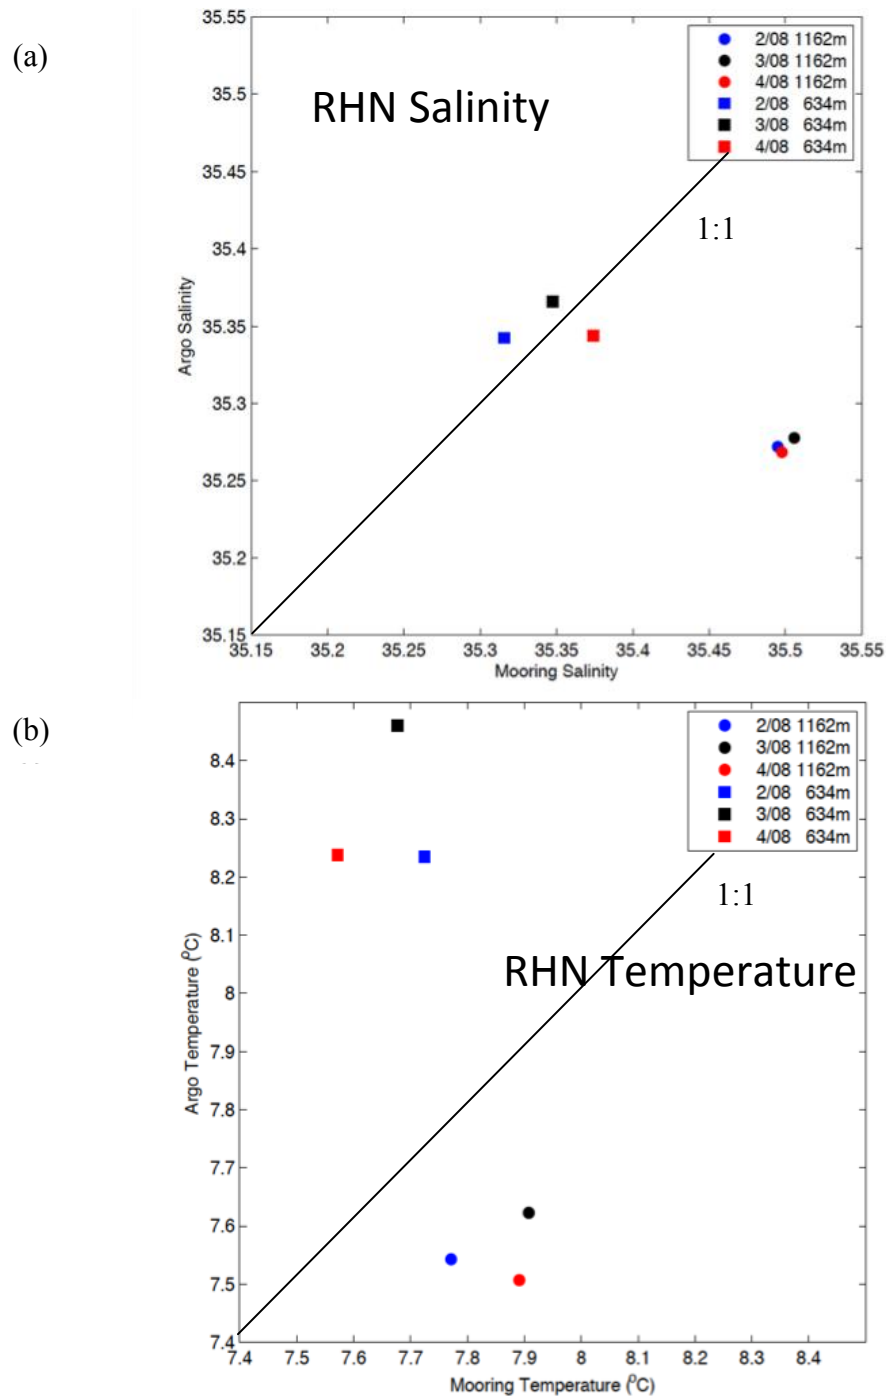 (a)
RHN Salinity
2/08 1162m
3/08 1162m
4/08 1162m
2/08 634m
3/08 634m
4/08 634m
1:1
Argo Salinity
35.55
35.5
35.45
35.4
35.35
35.3
35.25
35.2
35.15
35.15 35.2 35.25 35.3 35.35 35.4 35.45 35.5 35.55
Mooring Salinity
(b)
2/08 1162m
3/08 1162m
4/08 1162m
2/08 634m
3/08 634m
4/08 634m
1:1
RHN Temperature
Argo Temperature (⁰C)
8.4
8.3
8.2
8.1
8
7.9
7.8
7.7
7.6
7.5
7.4
7.4 7.5 7.6 7.7 7.8 7.9 8 8.1 8.2 8.3 8.4
Mooring Temperature (⁰C)